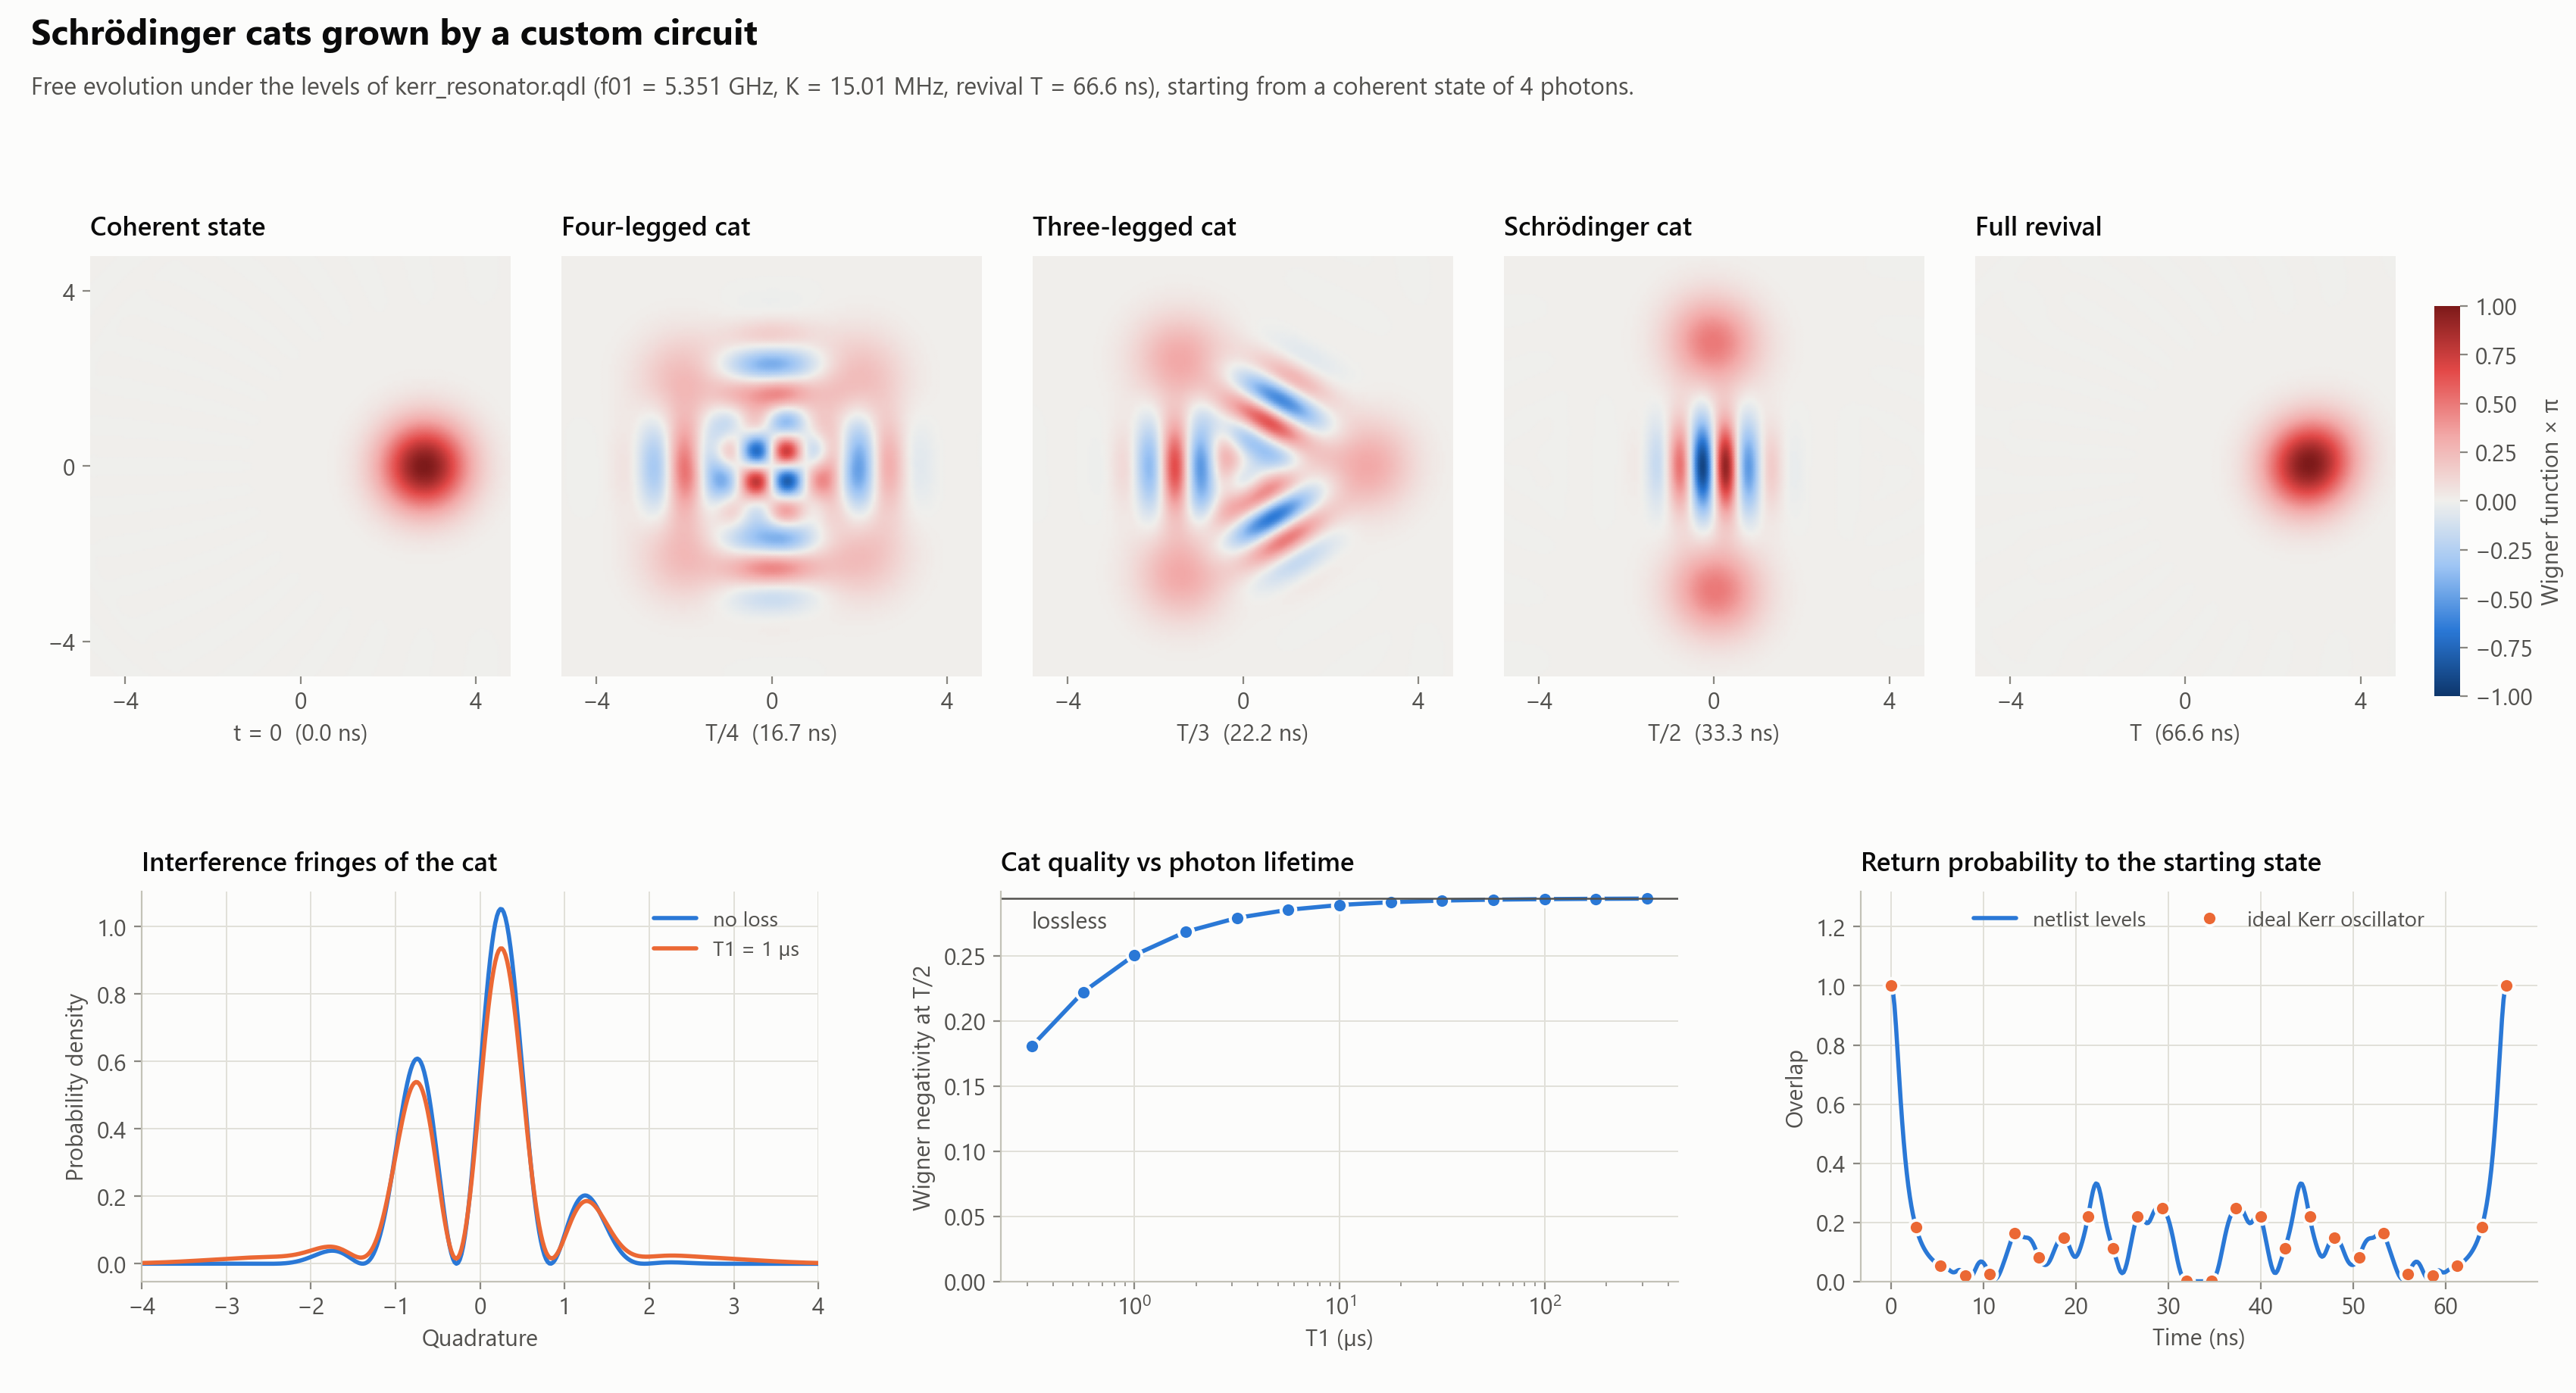 Schrödinger cats grown by a custom circuit
Free evolution under the levels of kerr_resonator.qdl (f01 = 5.351 GHz, K = 15.01 MHz, revival T = 66.6 ns), starting from a coherent state of 4 photons.
Coherent state
4
0
−4
−4 0 4
t = 0 (0.0 ns)
Four-legged cat
−4 0 4
T/4 (16.7 ns)
Three-legged cat
−4 0 4
T/3 (22.2 ns)
Schrödinger cat
−4 0 4
T/2 (33.3 ns)
Full revival
−4 0 4
T (66.6 ns)
1.00
0.75
0.50
0.25
0.00
−0.25
−0.50
−0.75
−1.00
Wigner function × π
Interference fringes of the cat
Probability density
1.0
0.8
0.6
0.4
0.2
0.0
no loss
T1 = 1 µs
−4 −3 −2 −1 0 1 2 3 4
Quadrature
Cat quality vs photon lifetime
Wigner negativity at T/2
lossless
0.25
0.20
0.15
0.10
0.05
0.00
10⁰ 10¹ 10²
T1 (µs)
Return probability to the starting state
Overlap
netlist levels
ideal Kerr oscillator
1.2
1.0
0.8
0.6
0.4
0.2
0.0
0 10 20 30 40 50 60
Time (ns)